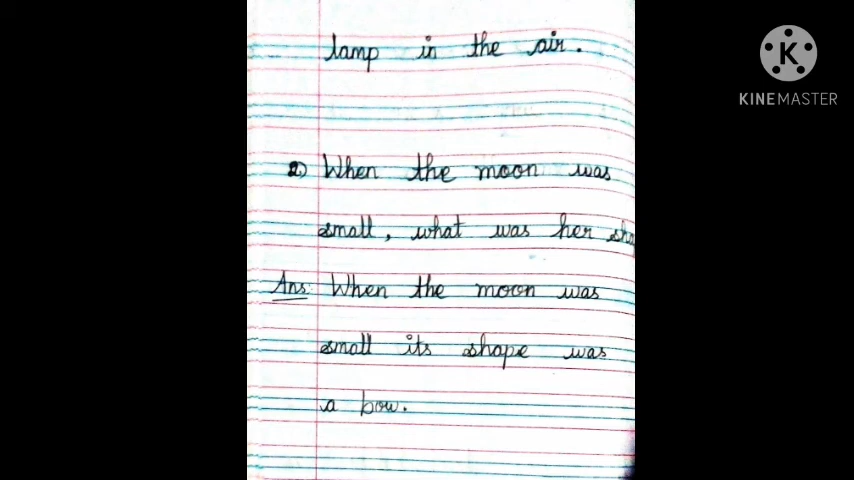 lamp in the air.
KINEMASTER
2) When the moon was
small, what was her
Ans: When the moon was
small its shape was
a bow.